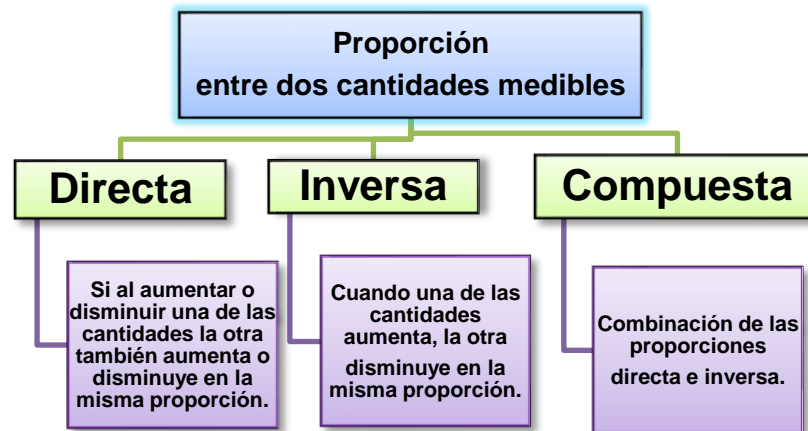 Proporción
entre dos cantidades medibles
Directa
Si al aumentar o
disminuir una de las
cantidades la otra
también aumenta o
disminuye en la
misma proporción.
Inversa
Cuando una de las
cantidades
aumenta, la otra
disminuye en la
misma proporción.
Compuesta
Combinación de las
proporciones
directa e inversa.